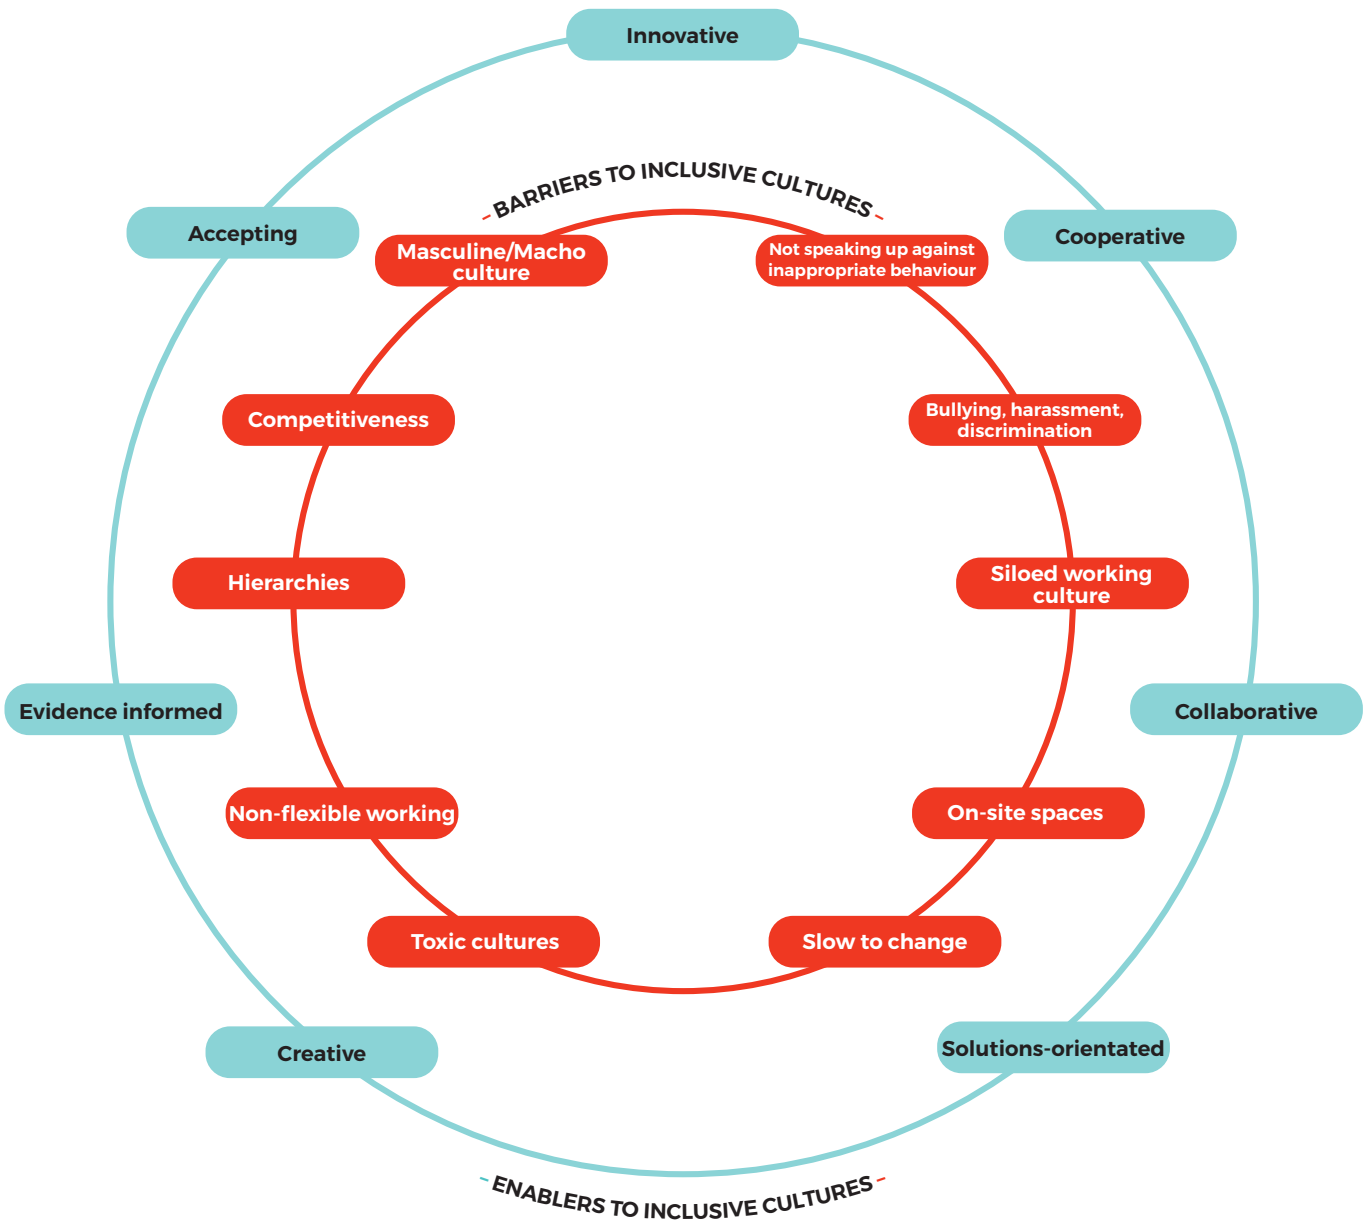 Innovative
- BARRIERS TO INCLUSIVE CULTURES -
Accepting
Cooperative
Masculine/Macho
culture
Not speaking up against
inappropriate behaviour
Competitiveness
Bullying, harassment,
discrimination
Hierarchies
Siloed working
culture
Evidence informed
Collaborative
Non-flexible working
On-site spaces
Toxic cultures
Slow to change
Creative
Solutions-orientated
- ENABLERS TO INCLUSIVE CULTURES -